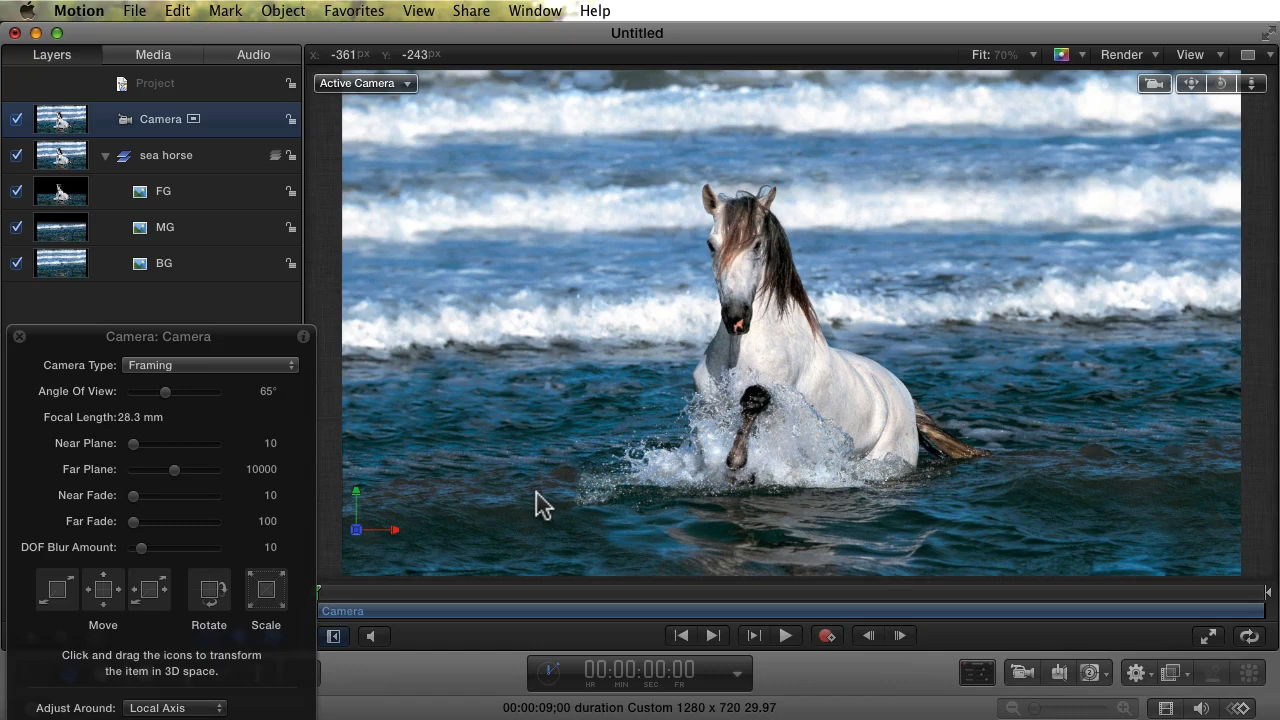 Motion File Edit Mark Object Favorites View Share Window Help
Untitled
Layers Media Audio
X: -361px Y: -243px
Fit: 70% Render View
Project
Active Camera
Camera
sea horse
FG
MG
BG
Camera: Camera
Camera Type: Framing
Angle Of View: 65°
Focal Length:28.3 mm
Near Plane: 10
Far Plane: 10000
Near Fade: 10
Far Fade: 100
DOF Blur Amount: 10
Move Rotate Scale
Click and drag the icons to transform
the item in 3D space.
Adjust Around: Local Axis
Camera
00:00:00:00
HR MIN SEC FR
00:00:09;00 duration Custom 1280 x 720 29.97